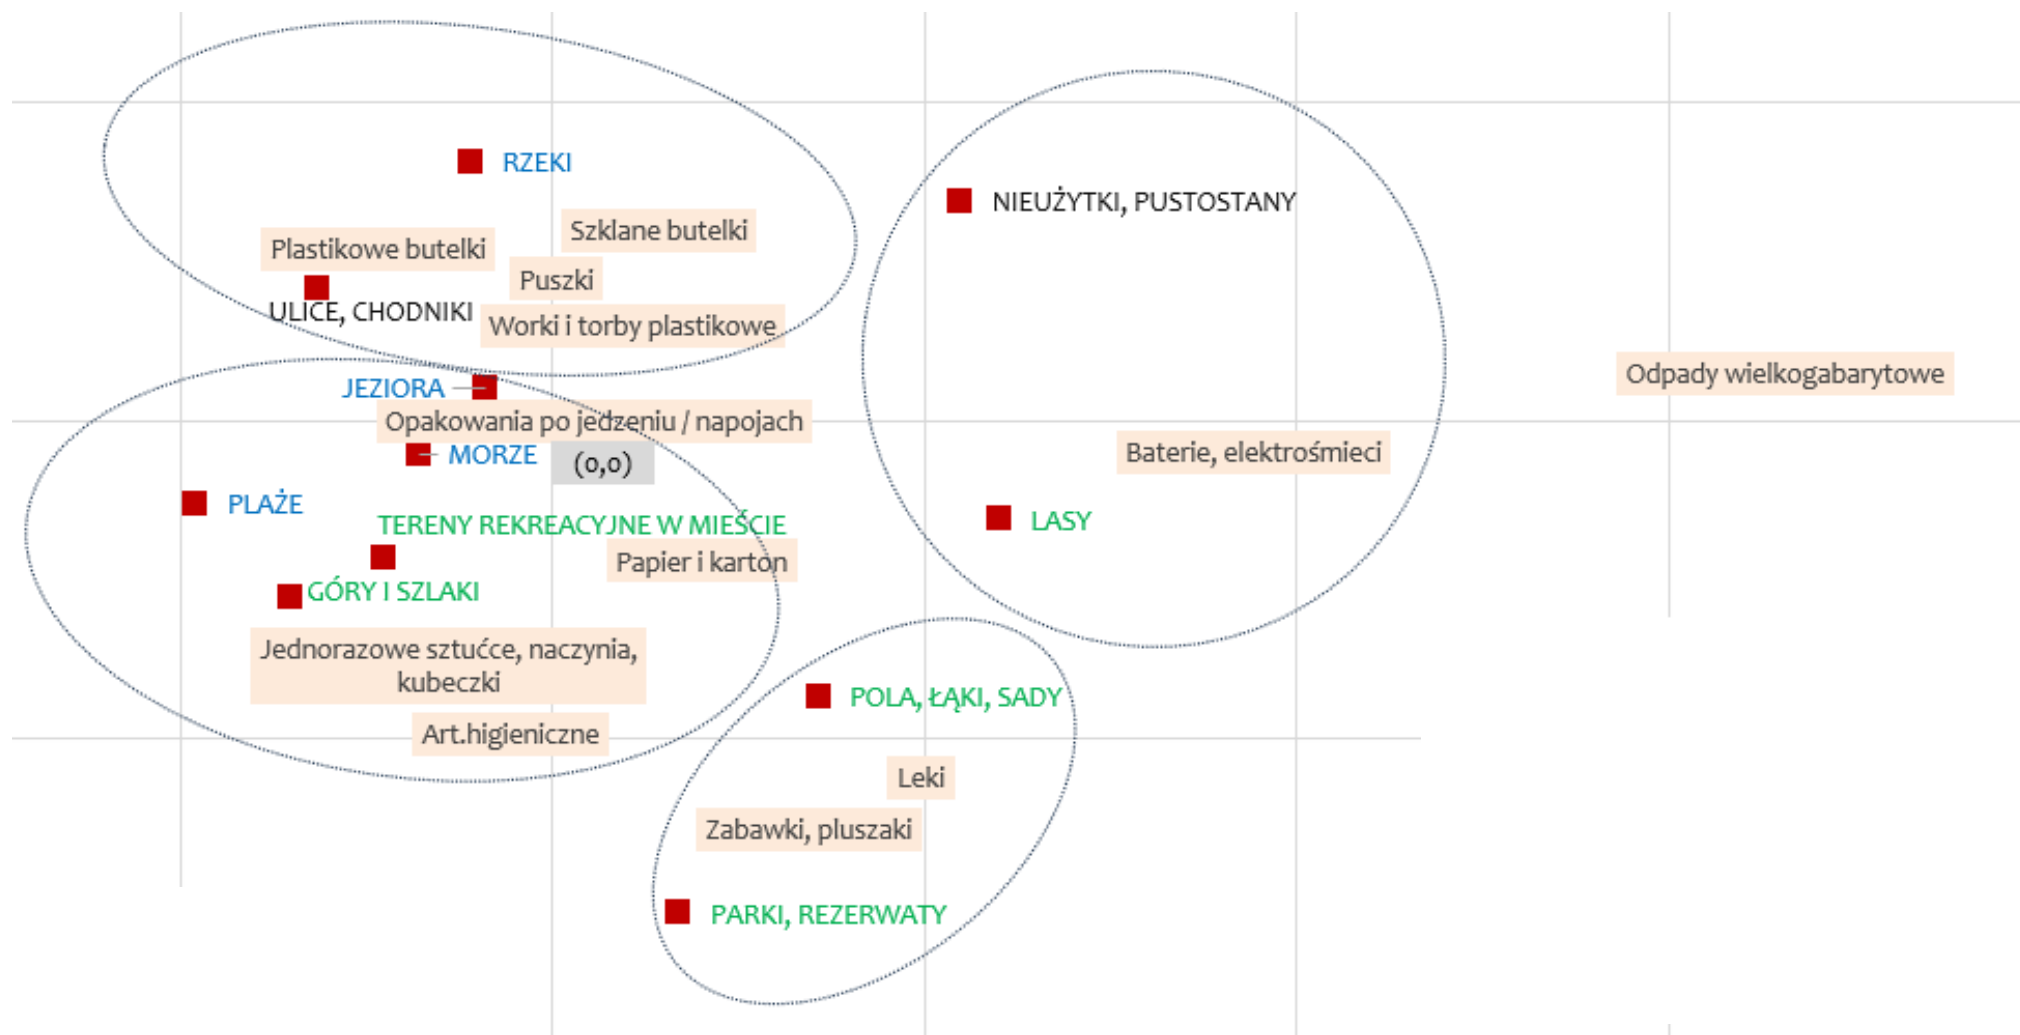 RZEKI
NIEUŻYTKI, PUSTOSTANY
Szklane butelki
Plastikowe butelki
Puszki
ULICE, CHODNIKI
Worki i torby plastikowe
Odpady wielkogabarytowe
JEZIORA
Opakowania po jedzeniu / napojach
MORZE
(0,0)
Baterie, elektrośmieci
PLAŻE
TERENY REKREACYJNE W MIEŚCIE
LASY
Papier i karton
GÓRY I SZLAKI
Jednorazowe sztućce, naczynia,
kubeczki
POLA, ŁĄKI, SADY
Art.higieniczne
Leki
Zabawki, pluszaki
PARKI, REZERWATY